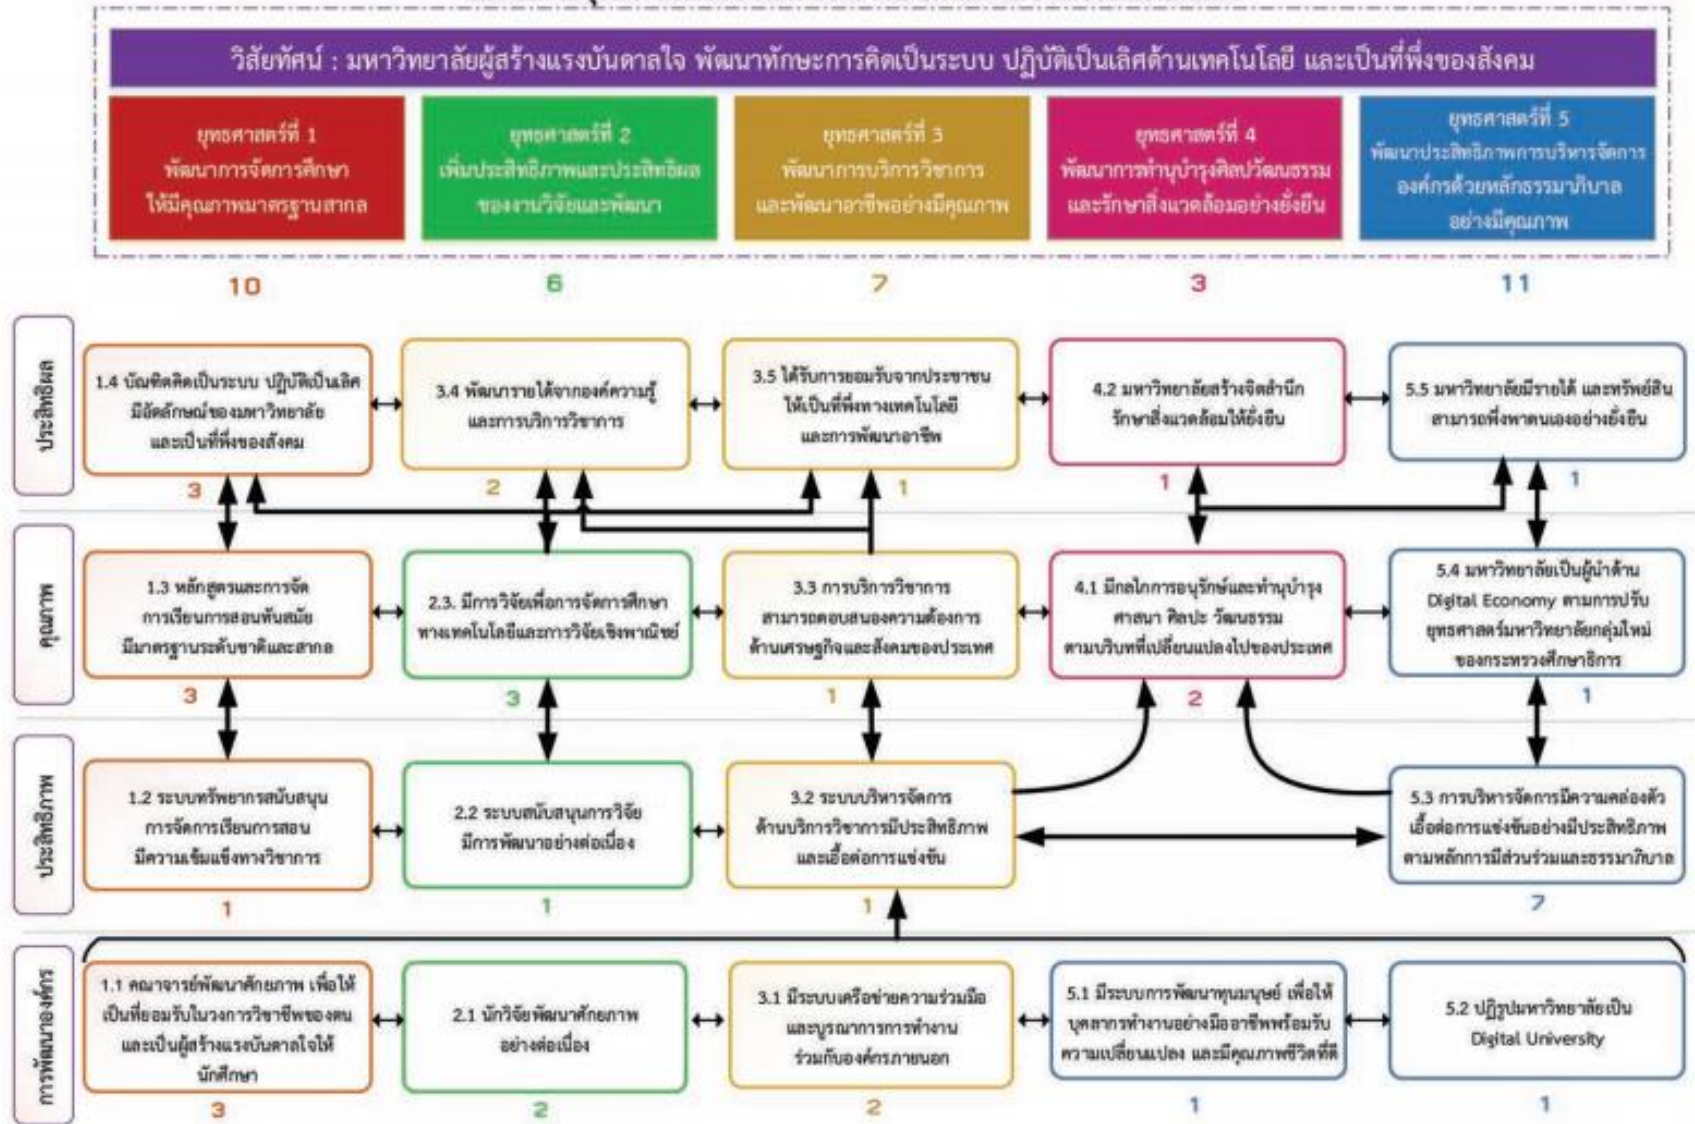 วิสัยทัศน์ : มหาวิทยาลัยผู้สร้างแรงบันดาลใจ พัฒนาทักษะการคิดเป็นระบบ ปฏิบัติเป็นเลิศด้านเทคโนโลยี และเป็นที่พึ่งของสังคม
ยุทธศาสตร์ที่ 1
พัฒนาการจัดการศึกษา
ให้มีคุณภาพมาตรฐานสากล
ยุทธศาสตร์ที่ 2
เพิ่มประสิทธิภาพและประสิทธิผล
ของงานวิจัยและพัฒนา
ยุทธศาสตร์ที่ 3
พัฒนาการบริการวิชาการ
และพัฒนาอาชีพอย่างมีคุณภาพ
ยุทธศาสตร์ที่ 4
พัฒนาการทำนุบำรุงศิลปวัฒนธรรม
และรักษาสิ่งแวดล้อมอย่างยั่งยืน
ยุทธศาสตร์ที่ 5
พัฒนาประสิทธิภาพการบริหารจัดการ
องค์กรด้วยหลักธรรมาภิบาล
อย่างมีคุณภาพ
10
6
7
3
11
ประสิทธิผล
1.4 บัณฑิตคิดเป็นระบบ ปฏิบัติเป็นเลิศ
มีอัตลักษณ์ของมหาวิทยาลัย
และเป็นที่พึ่งของสังคม
3
3.4 พัฒนารายได้จากองค์ความรู้
และการบริการวิชาการ
2
3.5 ได้รับการยอมรับจากประชาชน
ให้เป็นที่พึ่งทางเทคโนโลยี
และการพัฒนาอาชีพ
1
4.2 มหาวิทยาลัยสร้างจิตสำนึก
รักษาสิ่งแวดล้อมให้ยั่งยืน
1
5.5 มหาวิทยาลัยมีรายได้ และทรัพย์สิน
สามารถพึ่งพาตนเองอย่างยั่งยืน
1
คุณภาพ
1.3 หลักสูตรและการจัด
การเรียนการสอนทันสมัย
มีมาตรฐานระดับชาติและสากล
3
2.3. มีการวิจัยเพื่อการจัดการศึกษา
ทางเทคโนโลยีและการวิจัยเชิงพาณิชย์
3
3.3 การบริการวิชาการ
สามารถตอบสนองความต้องการ
ด้านเศรษฐกิจและสังคมของประเทศ
1
4.1 มีกลไกการอนุรักษ์และทำนุบำรุง
ศาสนา ศิลปะ วัฒนธรรม
ตามบริบทที่เปลี่ยนแปลงไปของประเทศ
2
5.4 มหาวิทยาลัยเป็นผู้นำด้าน
Digital Economy ตามการปรับ
ยุทธศาสตร์มหาวิทยาลัยกลุ่มใหม่
ของกระทรวงศึกษาธิการ
1
ประสิทธิภาพ
1.2 ระบบทรัพยากรสนับสนุน
การจัดการเรียนการสอน
มีความเข้มแข็งทางวิชาการ
1
2.2 ระบบสนับสนุนการวิจัย
มีการพัฒนาอย่างต่อเนื่อง
1
3.2 ระบบบริหารจัดการ
ด้านบริการวิชาการมีประสิทธิภาพ
และเอื้อต่อการแข่งขัน
1
5.3 การบริหารจัดการมีความคล่องตัว
เอื้อต่อการแข่งขันอย่างมีประสิทธิภาพ
ตามหลักการมีส่วนร่วมและธรรมาภิบาล
7
การพัฒนาองค์กร
1.1 คณาจารย์พัฒนาศักยภาพ เพื่อให้
เป็นที่ยอมรับในวงการวิชาชีพของตน
และเป็นผู้สร้างแรงบันดาลใจให้
นักศึกษา
3
2.1 นักวิจัยพัฒนาศักยภาพ
อย่างต่อเนื่อง
2
3.1 มีระบบเครือข่ายความร่วมมือ
และบูรณาการการทำงาน
ร่วมกับองค์กรภายนอก
2
5.1 มีระบบการพัฒนาทุนมนุษย์ เพื่อให้
บุคลากรทำงานอย่างมืออาชีพพร้อมรับ
ความเปลี่ยนแปลง และมีคุณภาพชีวิตที่ดี
1
5.2 ปฏิรูปมหาวิทยาลัยเป็น
Digital University
1